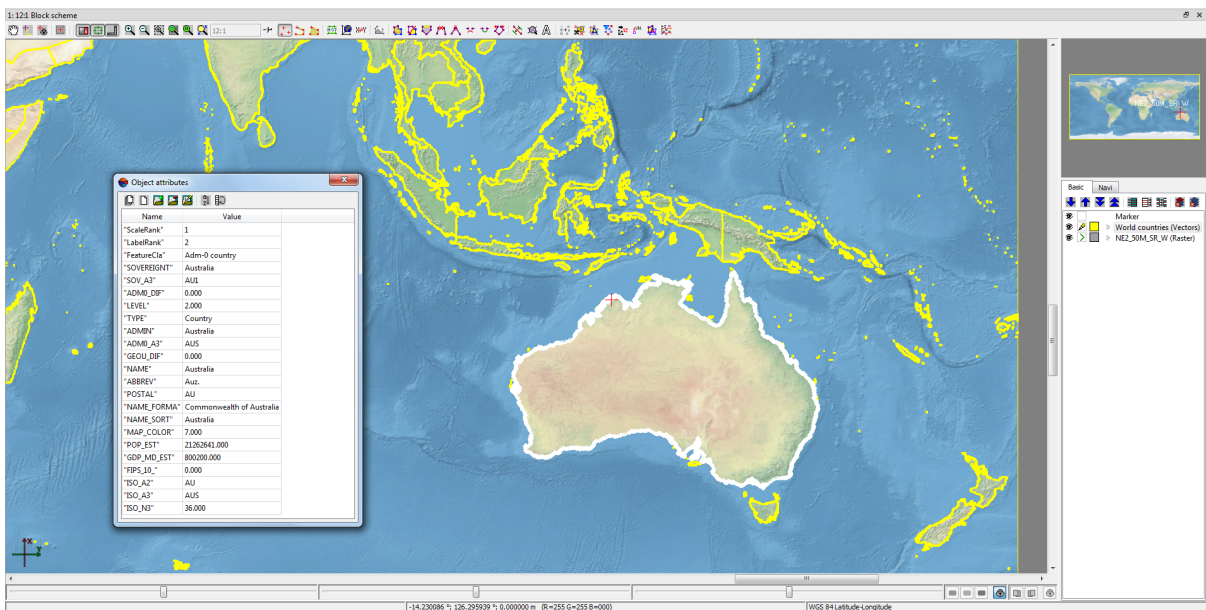 1: 12:1 Block scheme
12:1
NE2_50M_SR_W
Object attributes
Name Value
"ScaleRank" 1
"LabelRank" 2
"FeatureCla" Adm-0 country
"SOVEREIGNT" Australia
"SOV_A3" AU1
"ADM0_DIF" 0.000
"LEVEL" 2.000
"TYPE" Country
"ADMIN" Australia
"ADM0_A3" AUS
"GEOU_DIF" 0.000
"NAME" Australia
"ABBREV" Auz.
"POSTAL" AU
"NAME_FORMA" Commonwealth of Australia
"NAME_SORT" Australia
"MAP_COLOR" 7.000
"POP_EST" 21262641.000
"GDP_MD_EST" 800200.000
"FIPS_10_" 0.000
"ISO_A2" AU
"ISO_A3" AUS
"ISO_N3" 36.000
x
y
Basic Navi
Marker
World countries (Vectors)
NE2_50M_SR_W (Raster)
-14.230086 °; 126.295939 °; 0.000000 m (R=255 G=255 B=000) WGS 84 Latitude-Longitude